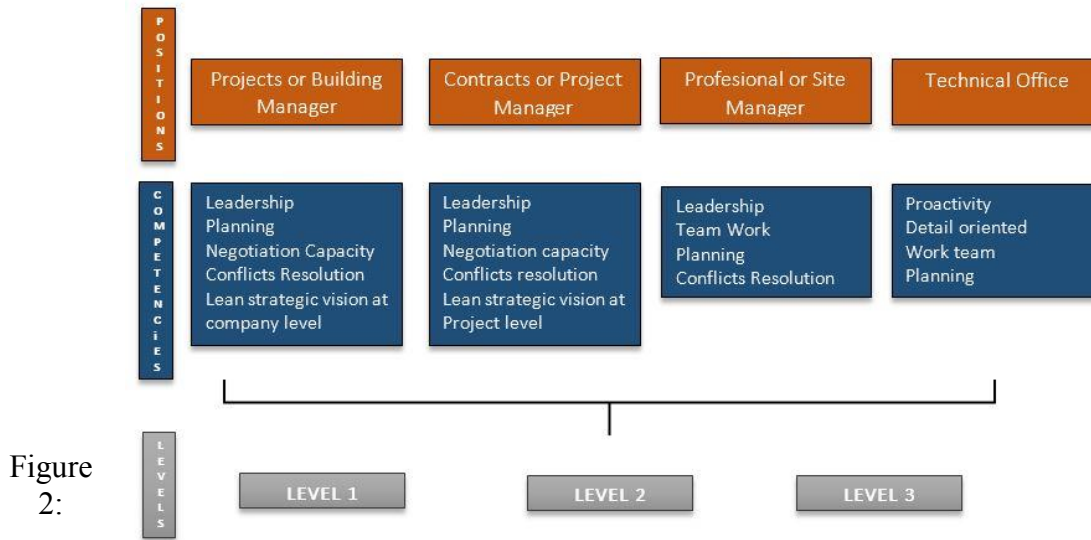 POSITIONS
Projects or Building
Manager
Contracts or Project
Manager
Profesional or Site
Manager
Technical Office
COMPETENCiES
Leadership
Planning
Negotiation Capacity
Conflicts Resolution
Lean strategic vision at
company level
Leadership
Planning
Negotiation capacity
Conflicts resolution
Lean strategic vision at
Project level
Leadership
Team Work
Planning
Conflicts Resolution
Proactivity
Detail oriented
Work team
Planning
Figure
2:
LEVELS
LEVEL 1
LEVEL 2
LEVEL 3